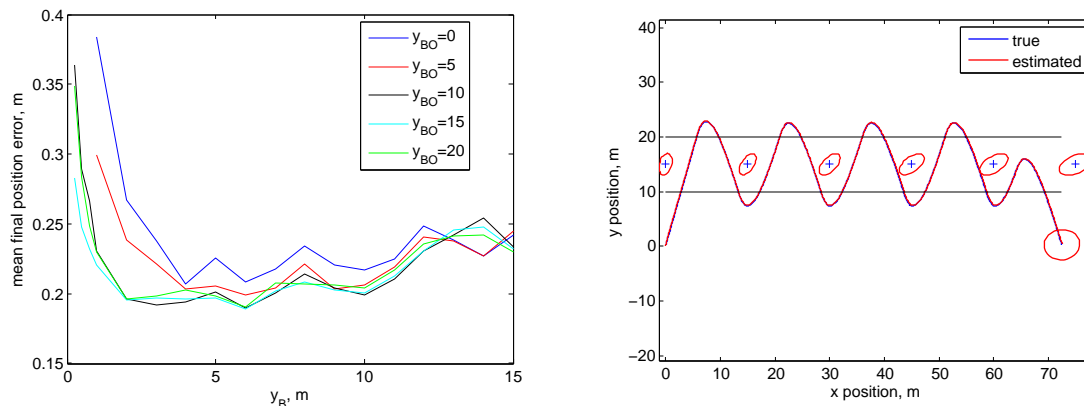 0.4
0.35
0.3
0.25
0.2
0.15
mean final position error, m
0 5 10 15
y_B, m
y_BO=0
y_BO=5
y_BO=10
y_BO=15
y_BO=20
40
30
20
10
0
−10
−20
y position, m
0 10 20 30 40 50 60 70
x position, m
true
estimated